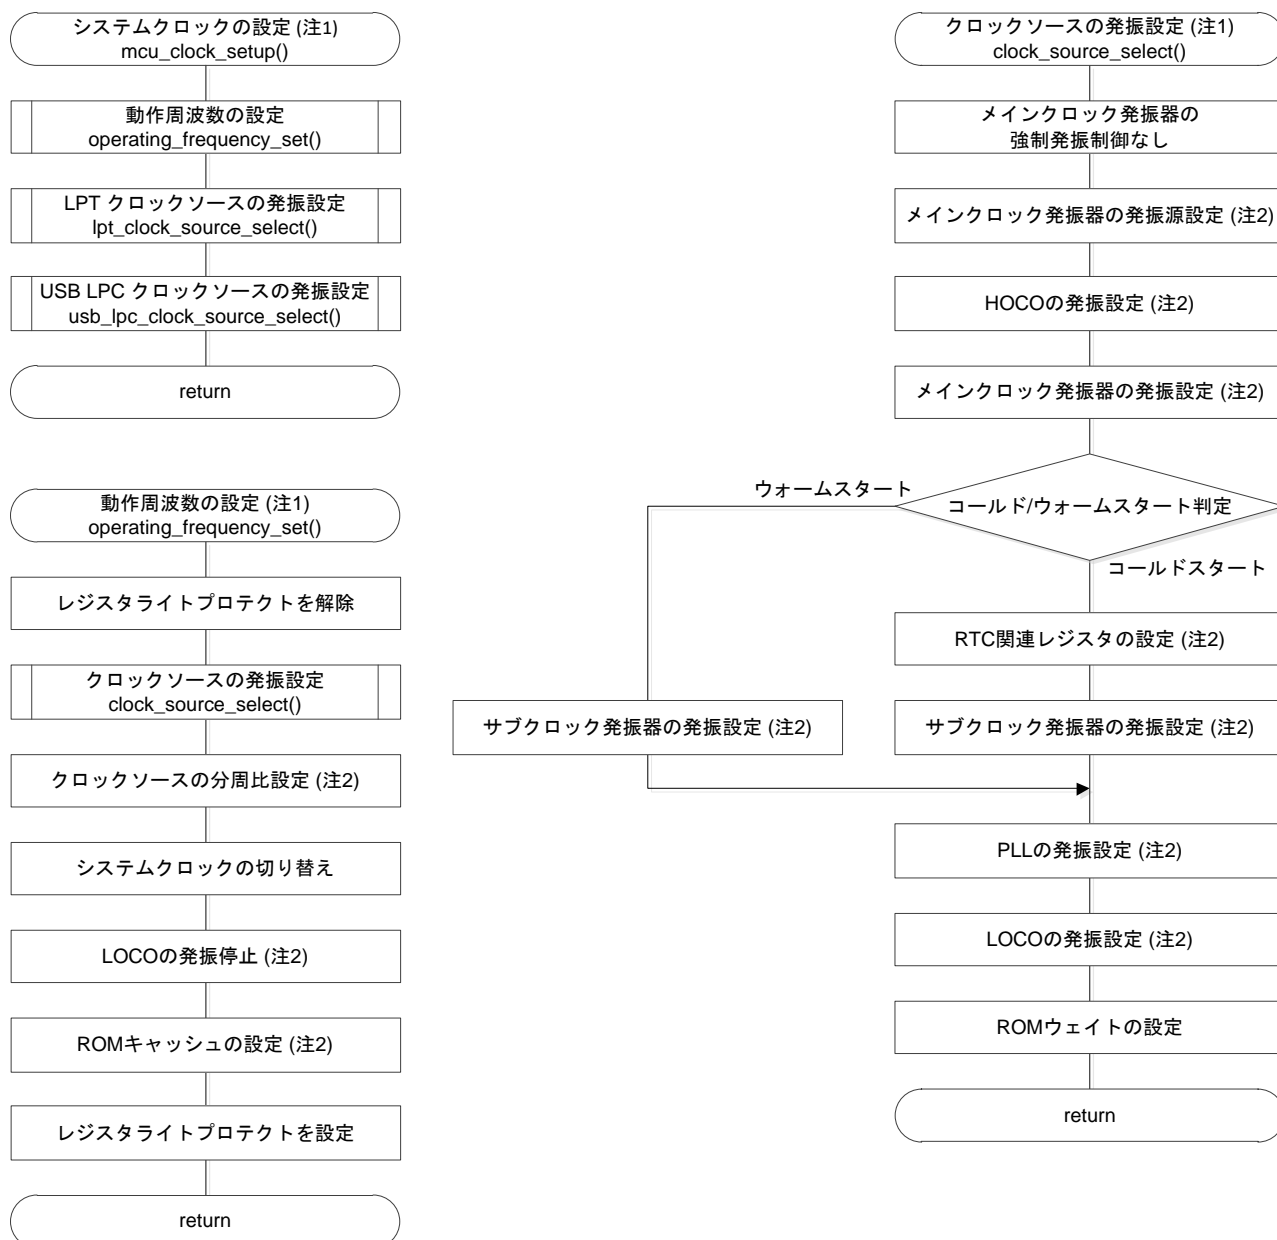 システムクロックの設定 (注1)
mcu_clock_setup()
動作周波数の設定
operating_frequency_set()
LPT クロックソースの発振設定
lpt_clock_source_select()
USB LPC クロックソースの発振設定
usb_lpc_clock_source_select()
return
動作周波数の設定 (注1)
operating_frequency_set()
レジスタライトプロテクトを解除
クロックソースの発振設定
clock_source_select()
クロックソースの分周比設定 (注2)
システムクロックの切り替え
LOCOの発振停止 (注2)
ROMキャッシュの設定 (注2)
レジスタライトプロテクトを設定
return
クロックソースの発振設定 (注1)
clock_source_select()
メインクロック発振器の
強制発振制御なし
メインクロック発振器の発振源設定 (注2)
HOCOの発振設定 (注2)
メインクロック発振器の発振設定 (注2)
コールド/ウォームスタート判定
ウォームスタート
コールドスタート
RTC関連レジスタの設定 (注2)
サブクロック発振器の発振設定 (注2)
サブクロック発振器の発振設定 (注2)
PLLの発振設定 (注2)
LOCOの発振設定 (注2)
ROMウェイトの設定
return